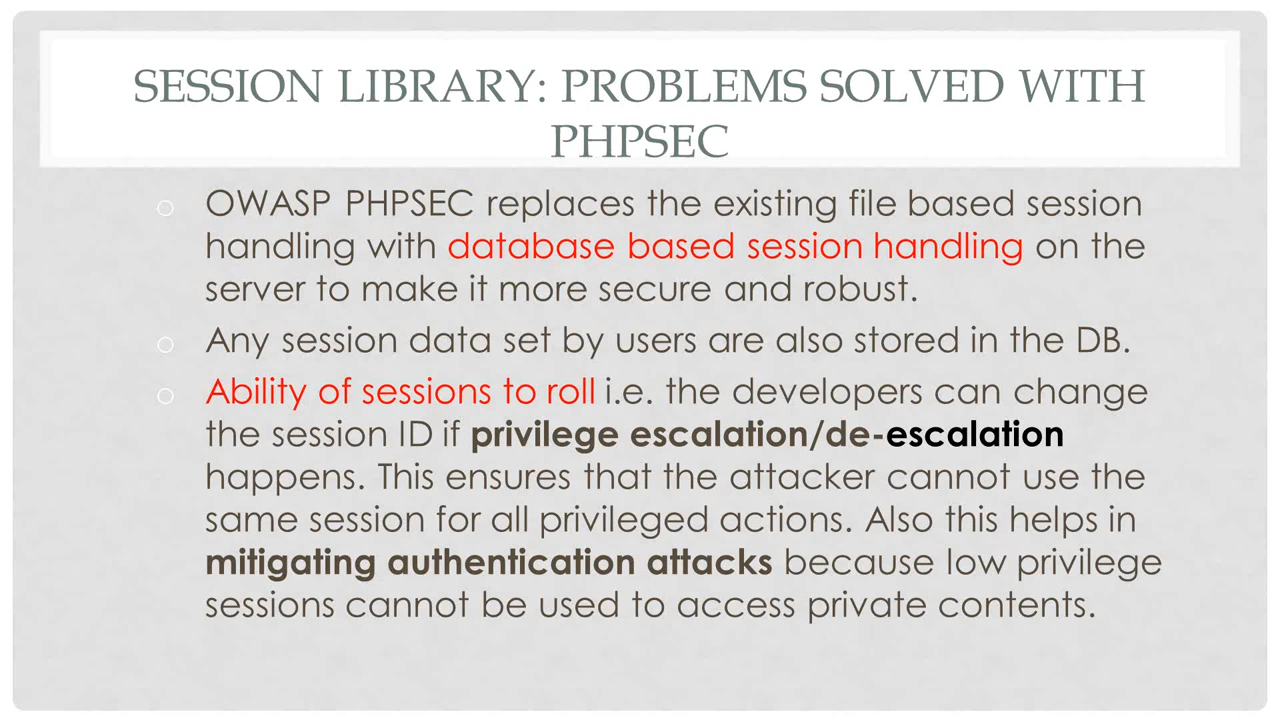 SESSION LIBRARY: PROBLEMS SOLVED WITH
PHPSEC
OWASP PHPSEC replaces the existing file based session
handling with database based session handling on the
server to make it more secure and robust.
Any session data set by users are also stored in the DB.
Ability of sessions to roll i.e. the developers can change
the session ID if privilege escalation/de-escalation
happens. This ensures that the attacker cannot use the
same session for all privileged actions. Also this helps in
mitigating authentication attacks because low privilege
sessions cannot be used to access private contents.